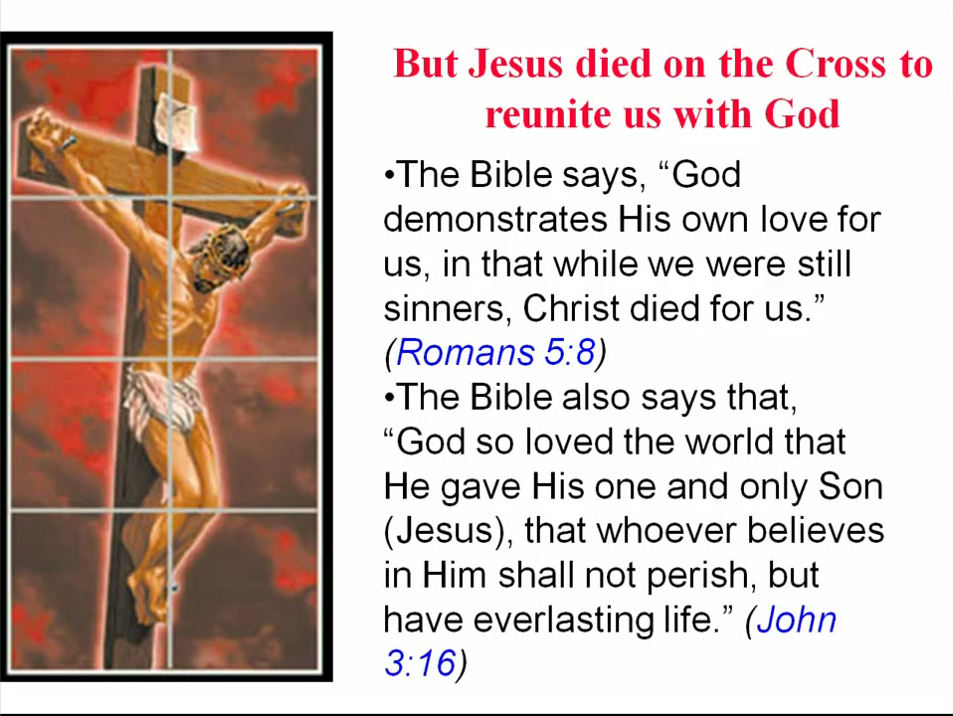 But Jesus died on the Cross to
reunite us with God
•The Bible says, “God
demonstrates His own love for
us, in that while we were still
sinners, Christ died for us.”
(Romans 5:8)
•The Bible also says that,
“God so loved the world that
He gave His one and only Son
(Jesus), that whoever believes
in Him shall not perish, but
have everlasting life.” (John
3:16)